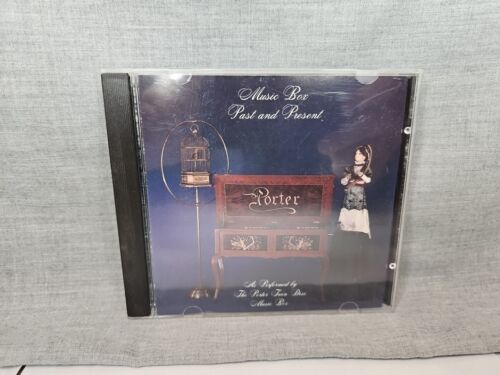 Music Box
Past and Present
Porter
As Performed by
The Porter Twin Disc
Music Box